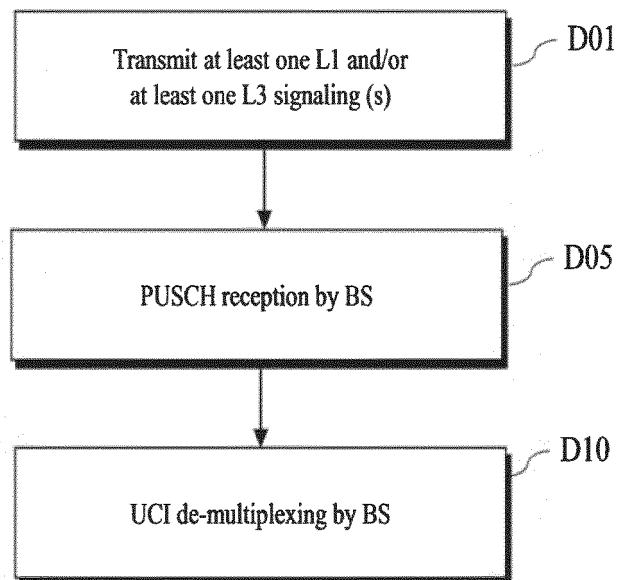 Transmit at least one L1 and/or
at least one L3 signaling (s)
D01
PUSCH reception by BS
D05
UCI de-multiplexing by BS
D10